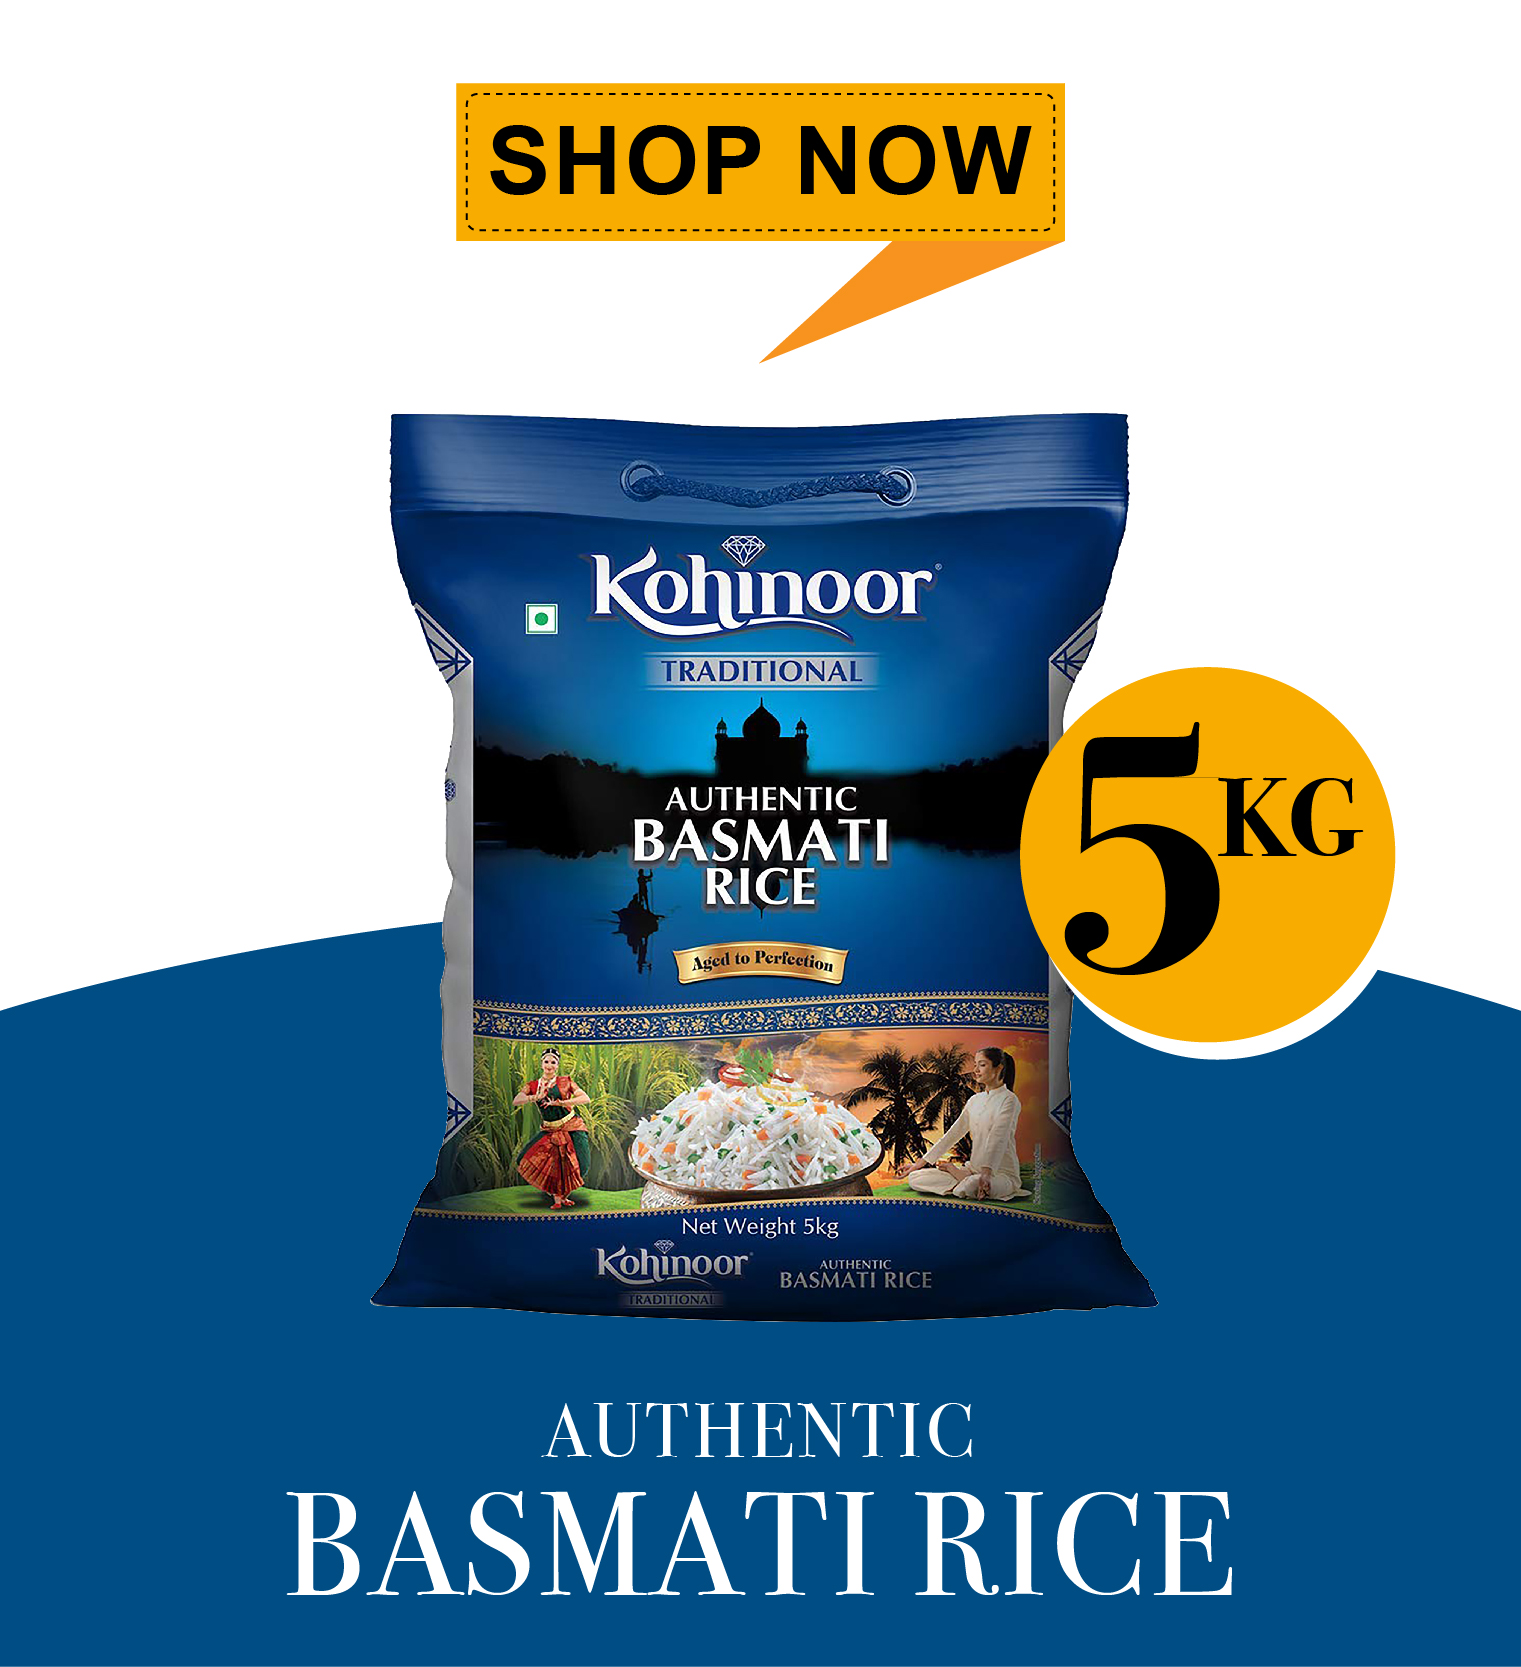 SHOP NOW
Kohinoor®
TRADITIONAL
AUTHENTIC
BASMATI
RICE
Aged to Perfection
5KG
Net Weight 5kg
Kohinoor
TRADITIONAL
AUTHENTIC
BASMATI RICE
AUTHENTIC
BASMATI RICE